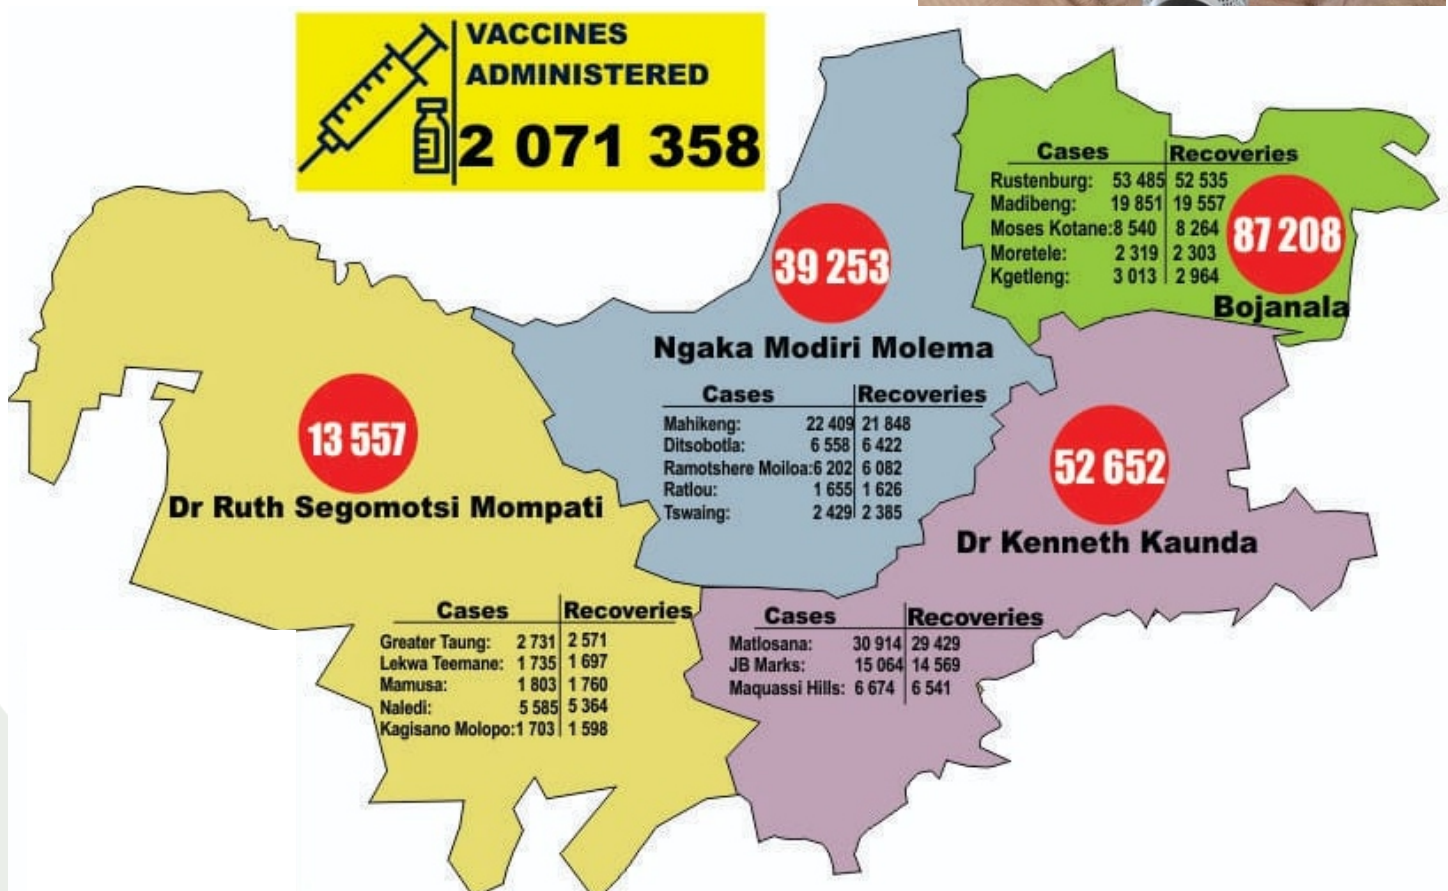 VACCINES
ADMINISTERED
2 071 358
Cases Recoveries
Rustenburg: 53 485 52 535
Madibeng: 19 851 19 557
Moses Kotane: 8 540 8 264
Moretele: 2 319 2 303
Kgetleng: 3 013 2 964
87 208
Bojanala
39 253
Ngaka Modiri Molema
Cases Recoveries
Mahikeng: 22 409 21 848
Ditsobotla: 6 558 6 422
Ramotshere Moiloa: 6 202 6 082
Ratlou: 1 655 1 626
Tswaing: 2 429 2 385
13 557
Dr Ruth Segomotsi Mompati
Cases Recoveries
Greater Taung: 2 731 2 571
Lekwa Teemane: 1 735 1 697
Mamusa: 1 803 1 760
Naledi: 5 585 5 364
Kagisano Molopo: 1 703 1 598
52 652
Dr Kenneth Kaunda
Cases Recoveries
Matlosana: 30 914 29 429
JB Marks: 15 064 14 569
Maquassi Hills: 6 674 6 541